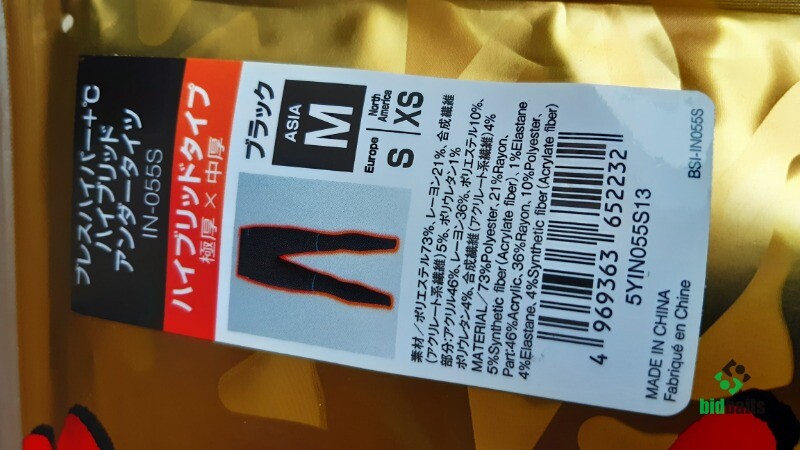 ブレスハイパー+℃
ハイブリッド
アンダータイツ
IN-055S
ハイブリッドタイプ
極厚 × 中厚
ブラック
ASIA
M
Europe
S
North
America
XS
素材／ポリエステル73%、レーヨン21%、合成繊維
(アクリレート系繊維)5%、ポリウレタン1%
部分:アクリル46%、レーヨン36%、ポリエステル10%、
ポリウレタン4%、合成繊維(アクリレート系繊維)4%
MATERIAL/73%Polyester, 21%Rayon,
5%Synthetic fiber(Acrylate fiber), 1%Elastane
Part:46%Acrylic, 36%Rayon, 10%Polyester,
4%Elastane, 4%Synthetic fiber(Acrylate fiber)
4 969363 652232
5YIN055S13
MADE IN CHINA
Fabriqué en Chine
BSI-IN055S
bidbaits